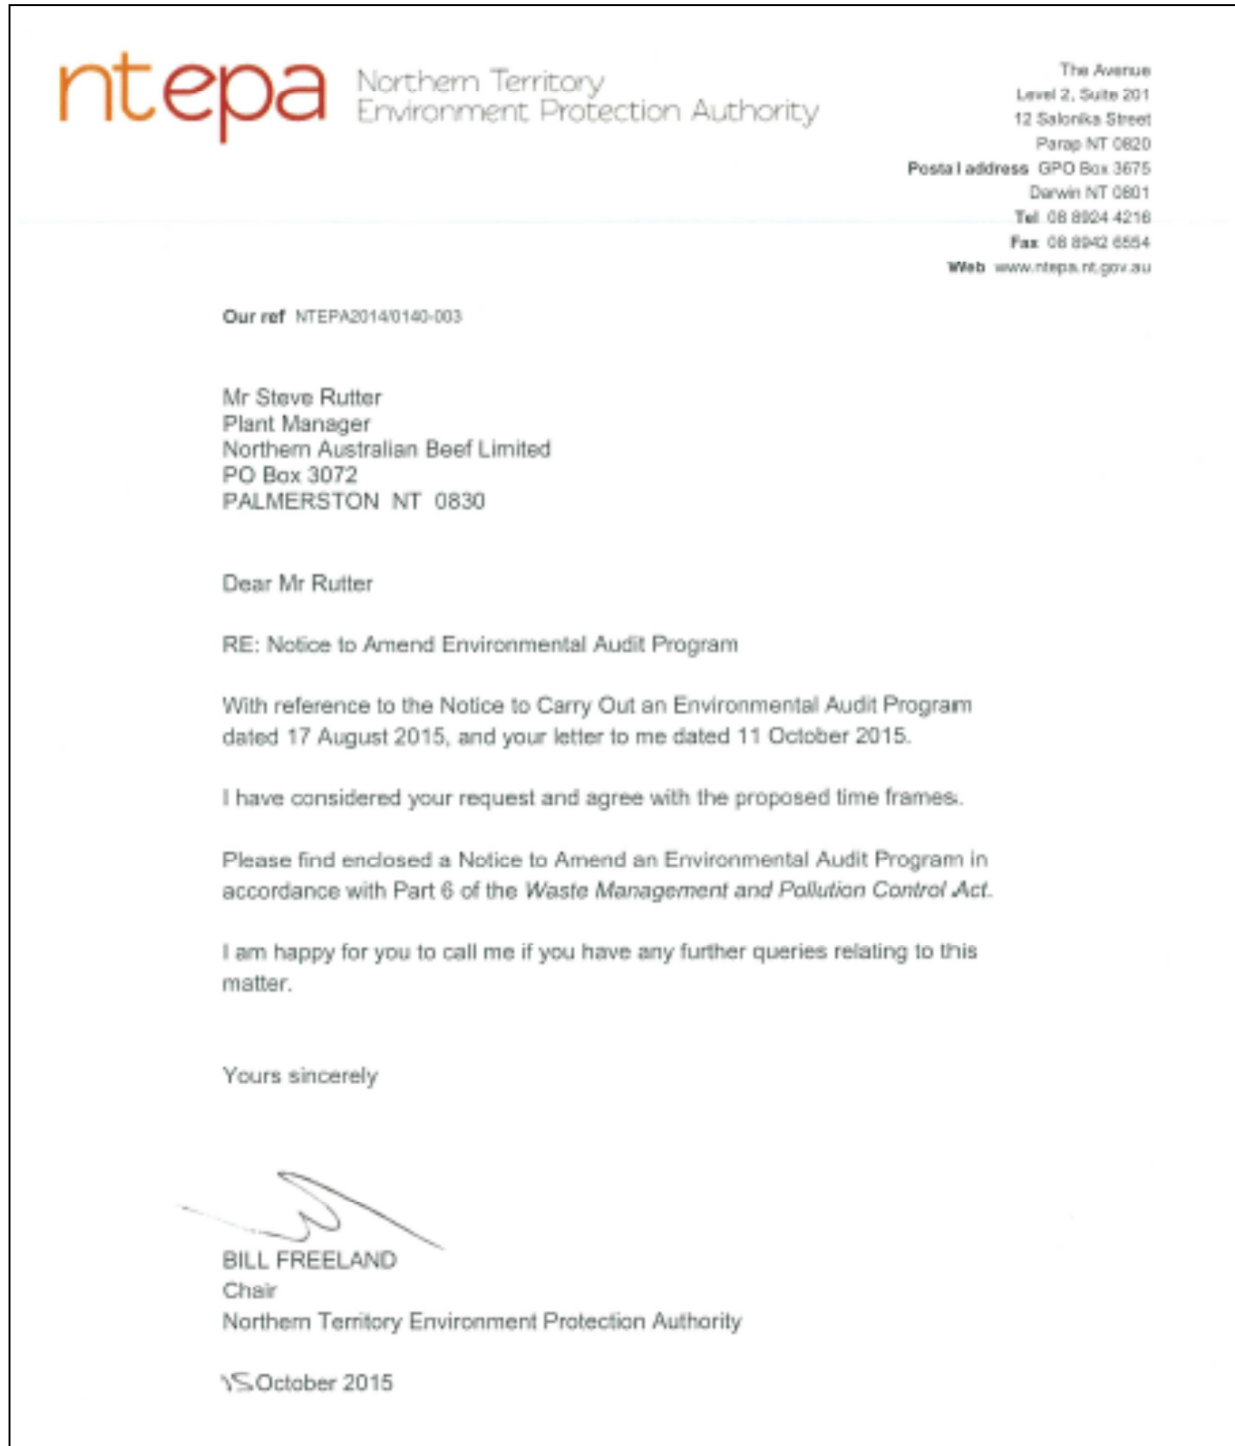 ntepa
Northern Territory
Environment Protection Authority
The Avenue
Level 2, Suite 201
12 Salonika Street
Parap NT 0820
Postal address GPO Box 3675
Darwin NT 0801
Tel 08 8924 4218
Fax 08 8942 6554
Web www.ntepa.nt.gov.au
Our ref NTEPA2014/0140-003
Mr Steve Rutter
Plant Manager
Northern Australian Beef Limited
PO Box 3072
PALMERSTON NT 0830
Dear Mr Rutter
RE: Notice to Amend Environmental Audit Program
With reference to the Notice to Carry Out an Environmental Audit Program
dated 17 August 2015, and your letter to me dated 11 October 2015.
I have considered your request and agree with the proposed time frames.
Please find enclosed a Notice to Amend an Environmental Audit Program in
accordance with Part 6 of the Waste Management and Pollution Control Act.
I am happy for you to call me if you have any further queries relating to this
matter.
Yours sincerely
BILL FREELAND
Chair
Northern Territory Environment Protection Authority
15 October 2015